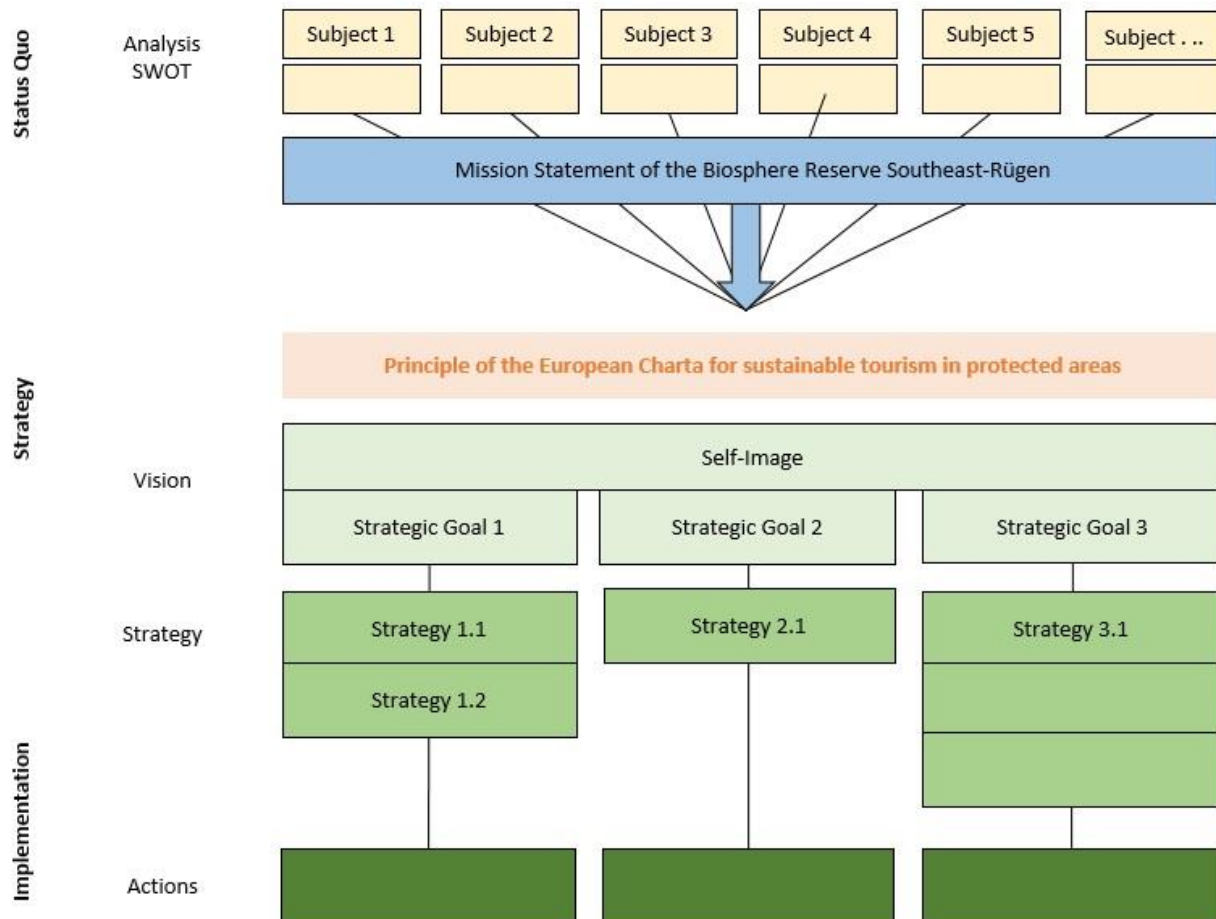 Status Quo
Analysis
SWOT
Subject 1
Subject 2
Subject 3
Subject 4
Subject 5
Subject . ..
Mission Statement of the Biosphere Reserve Southeast-Rügen
Principle of the European Charta for sustainable tourism in protected areas
Strategy
Vision
Self-Image
Strategic Goal 1
Strategic Goal 2
Strategic Goal 3
Strategy
Strategy 1.1
Strategy 2.1
Strategy 3.1
Strategy 1.2
Implementation
Actions